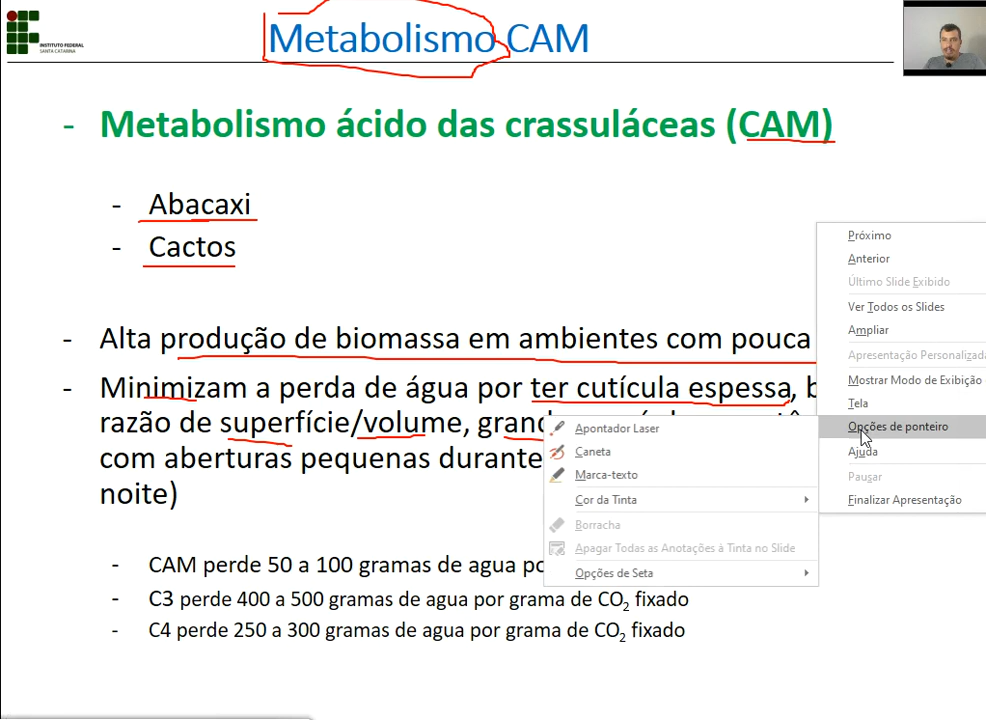 INSTITUTO FEDERAL
SANTA CATARINA
Metabolismo CAM
- Metabolismo ácido das crassuláceas (CAM)
- Abacaxi
- Cactos
- Alta produção de biomassa em ambientes com pouca
- Minimizam a perda de água por ter cutícula espessa, b
razão de superfície/volume, grand
com aberturas pequenas durante
noite)
- CAM perde 50 a 100 gramas de agua po
- C3 perde 400 a 500 gramas de agua por grama de CO2 fixado
- C4 perde 250 a 300 gramas de agua por grama de CO2 fixado
Próximo
Anterior
Último Slide Exibido
Ver Todos os Slides
Ampliar
Apresentação Personalizada
Mostrar Modo de Exibição
Tela
Opções de ponteiro
Ajuda
Pausar
Finalizar Apresentação
Apontador Laser
Caneta
Marca-texto
Cor da Tinta
Borracha
Apagar Todas as Anotações à Tinta no Slide
Opções de Seta